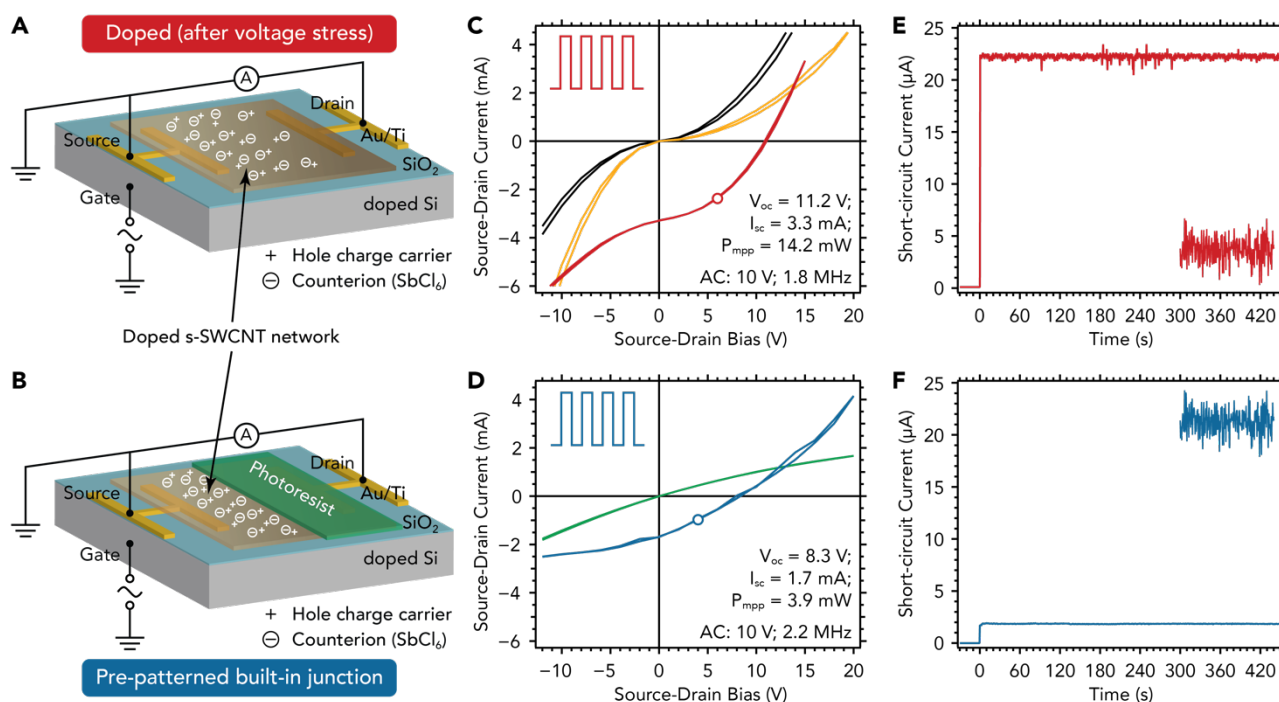 A
Doped (after voltage stress)
A
Drain
Source
Au/Ti
SiO₂
Gate
doped Si
+ Hole charge carrier
⊖ Counterion (SbCl₆)
Doped s-SWCNT network
B
A
Photoresist
Drain
Source
Au/Ti
SiO₂
Gate
doped Si
+ Hole charge carrier
⊖ Counterion (SbCl₆)
Pre-patterned built-in junction
C
Source-Drain Current (mA)
4
2
0
−2
−4
−6
Voc = 11.2 V;
Isc = 3.3 mA;
Pmpp = 14.2 mW
AC: 10 V; 1.8 MHz
−10 −5 0 5 10 15 20
Source-Drain Bias (V)
D
Source-Drain Current (mA)
4
2
0
−2
−4
−6
Voc = 8.3 V;
Isc = 1.7 mA;
Pmpp = 3.9 mW
AC: 10 V; 2.2 MHz
−10 −5 0 5 10 15 20
Source-Drain Bias (V)
E
Short-circuit Current (µA)
25
20
15
10
5
0
0 60 120 180 240 300 360 420
Time (s)
F
Short-circuit Current (µA)
25
20
15
10
5
0
0 60 120 180 240 300 360 420
Time (s)